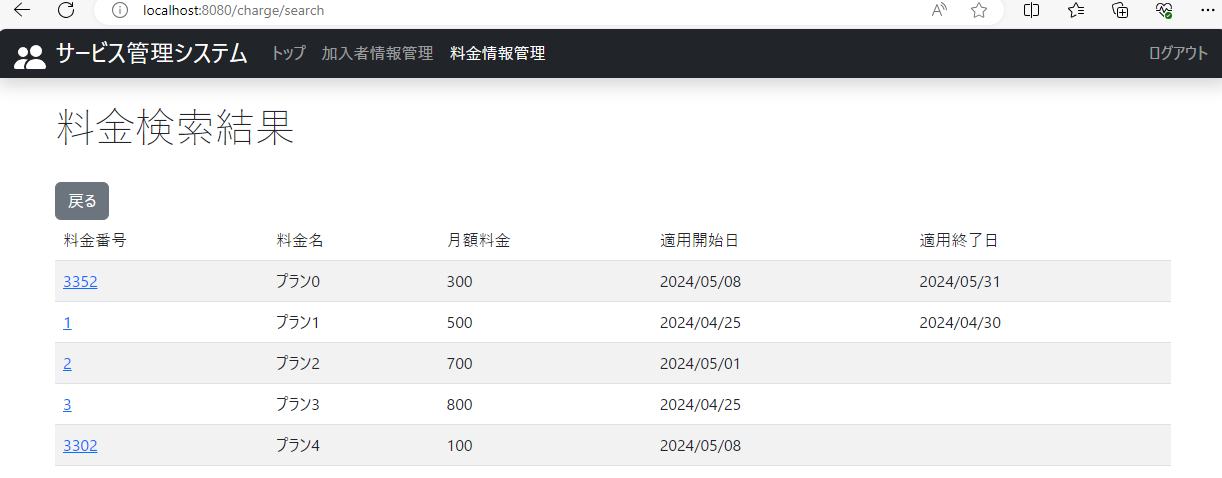 localhost:8080/charge/search
サービス管理システム トップ 加入者情報管理 料金情報管理 ログアウト
料金検索結果
戻る
料金番号 料金名 月額料金 適用開始日 適用終了日
3352 プラン0 300 2024/05/08 2024/05/31
1 プラン1 500 2024/04/25 2024/04/30
2 プラン2 700 2024/05/01
3 プラン3 800 2024/04/25
3302 プラン4 100 2024/05/08